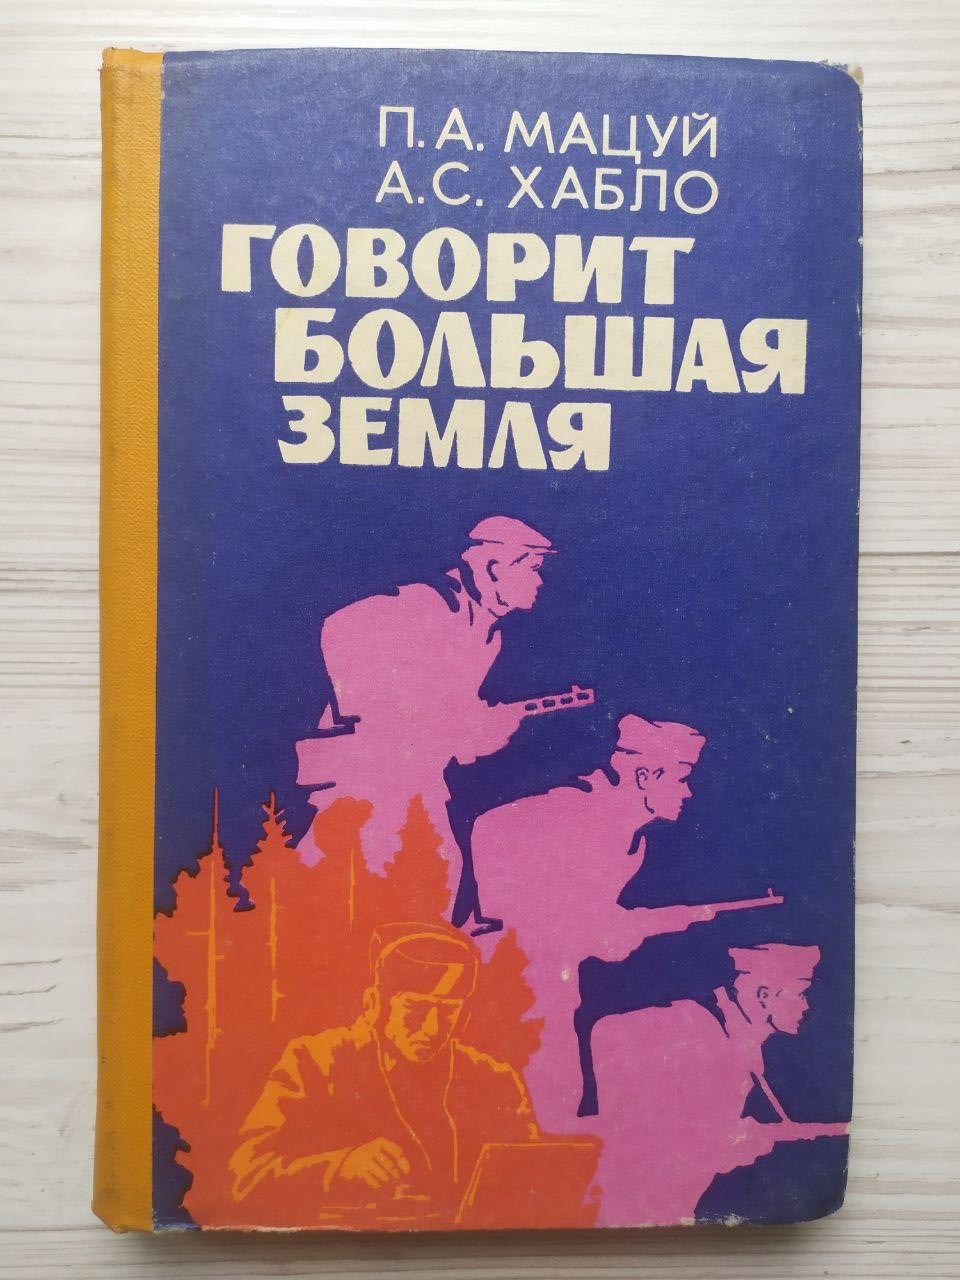 П.А. МАЦУЙ
А.С. ХАБЛО
ГОВОРИТ
БОЛЬШАЯ
ЗЕМЛЯ